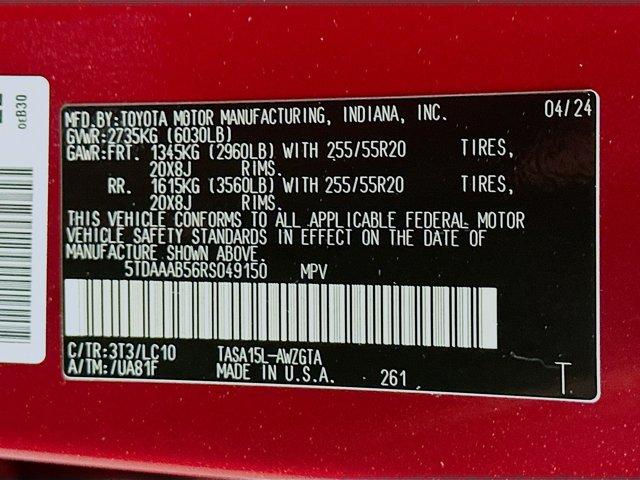 0EB30
MFD.BY:TOYOTA MOTOR MANUFACTURING, INDIANA, INC. 04/24
GVWR:2735KG (6030LB)
GAWR:FRT. 1345KG (2960LB) WITH 255/55R20 TIRES,
20X8J RIMS.
RR. 1615KG (3560LB) WITH 255/55R20 TIRES,
20X8J RIMS.
THIS VEHICLE CONFORMS TO ALL APPLICABLE FEDERAL MOTOR
VEHICLE SAFETY STANDARDS IN EFFECT ON THE DATE OF
MANUFACTURE SHOWN ABOVE.
5TDAAAB56RS049150 MPV
C/TR:3T3/LC10 TASA15L-AWZGTA
A/TM:/UA81F MADE IN U.S.A. 261 T